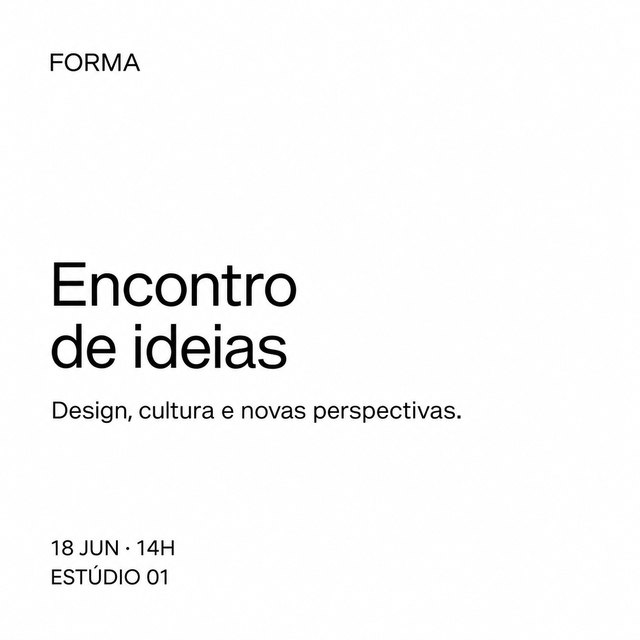 FORMA
Encontro
de ideias
Design, cultura e novas perspectivas.
18 JUN · 14H
ESTÚDIO 01